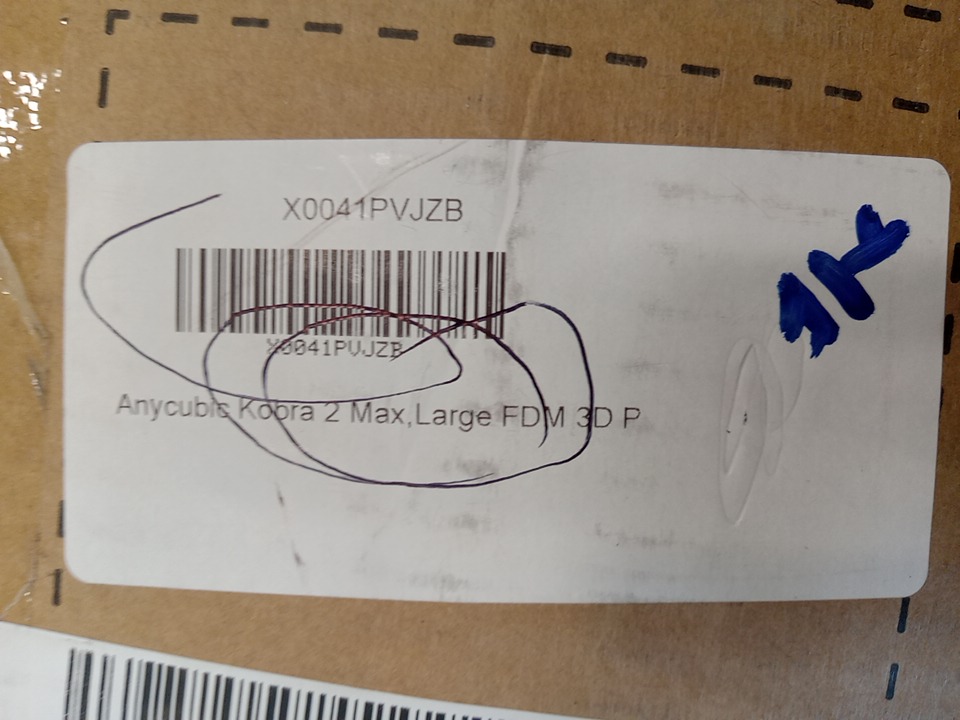 X0041PVJZB
X0041PVJZB
Anycubic Kobra 2 Max,Large FDM 3D P